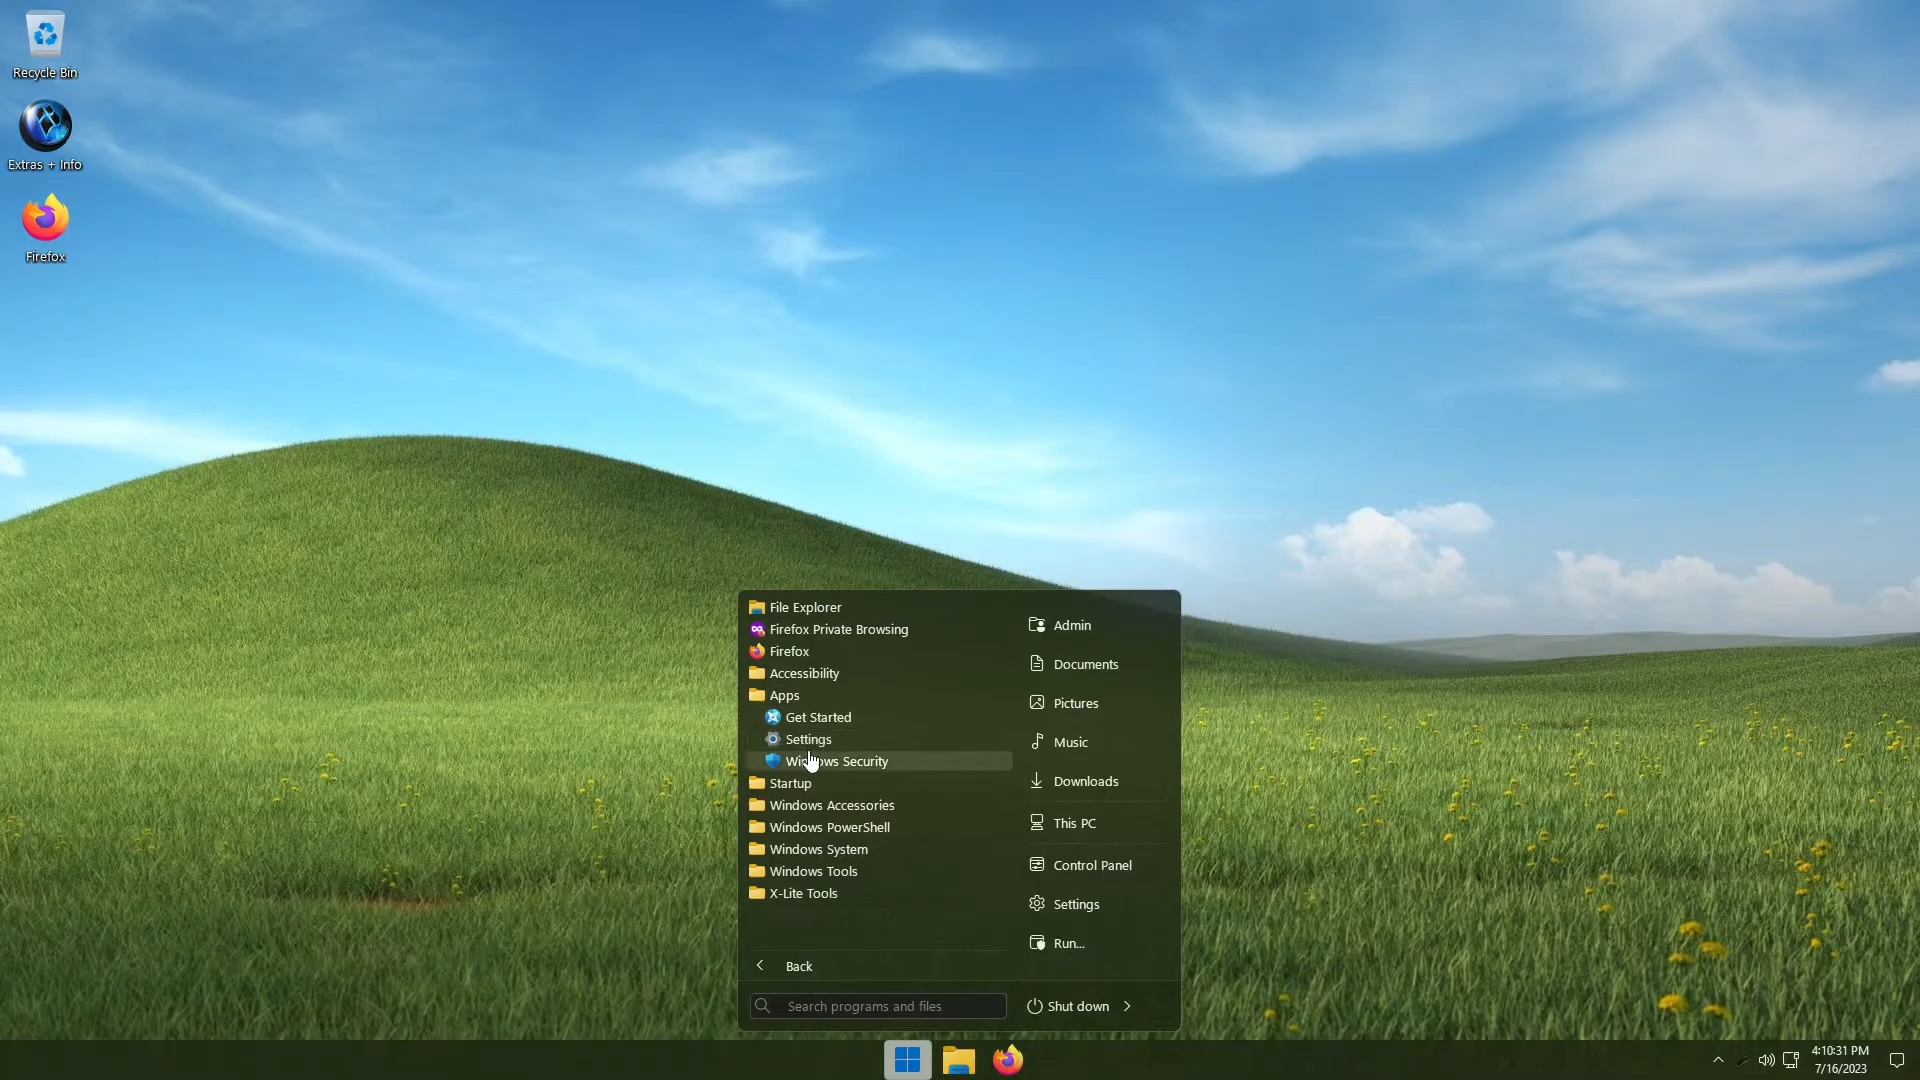 Recycle Bin
Extras + Info
Firefox
File Explorer
Firefox Private Browsing
Firefox
Accessibility
Apps
Get Started
Settings
Windows Security
Startup
Windows Accessories
Windows PowerShell
Windows System
Windows Tools
X-Lite Tools
Back
Search programs and files
Admin
Documents
Pictures
Music
Downloads
This PC
Control Panel
Settings
Run...
Shut down
4:10:31 PM
7/16/2023